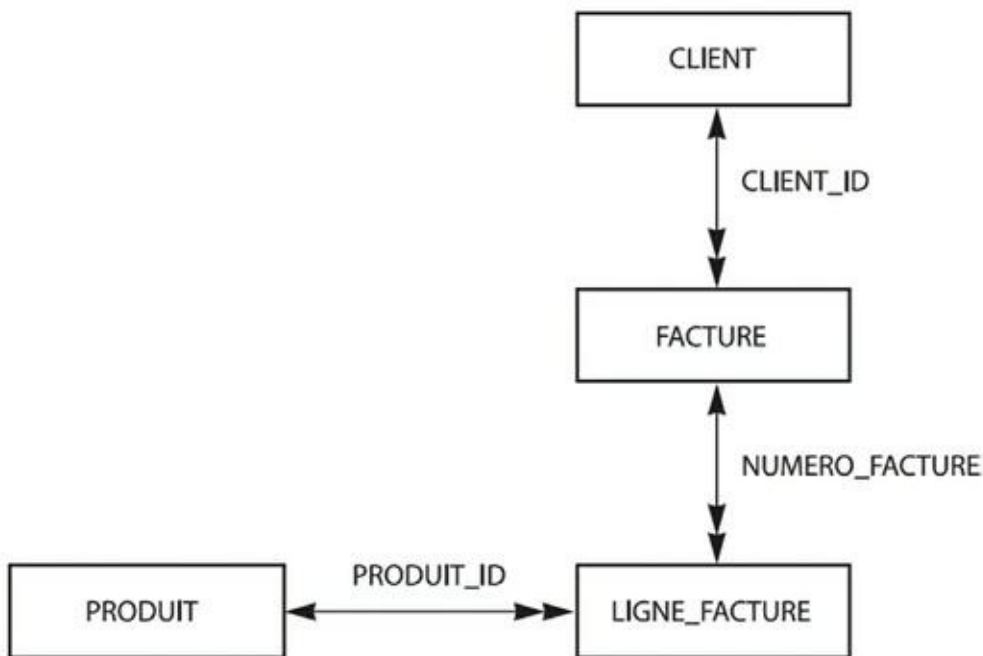 CLIENT
CLIENT_ID
FACTURE
NUMERO_FACTURE
PRODUIT_ID
PRODUIT
LIGNE_FACTURE